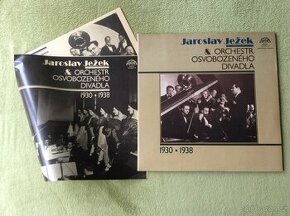 Jaroslav Ježek
& ORCHESTR
OSVOBOZENÉHO
DIVADLA
1930 • 1938
Jaroslav Ježek
& ORCHESTR
OSVOBOZENÉHO
DIVADLA
1930 • 1938